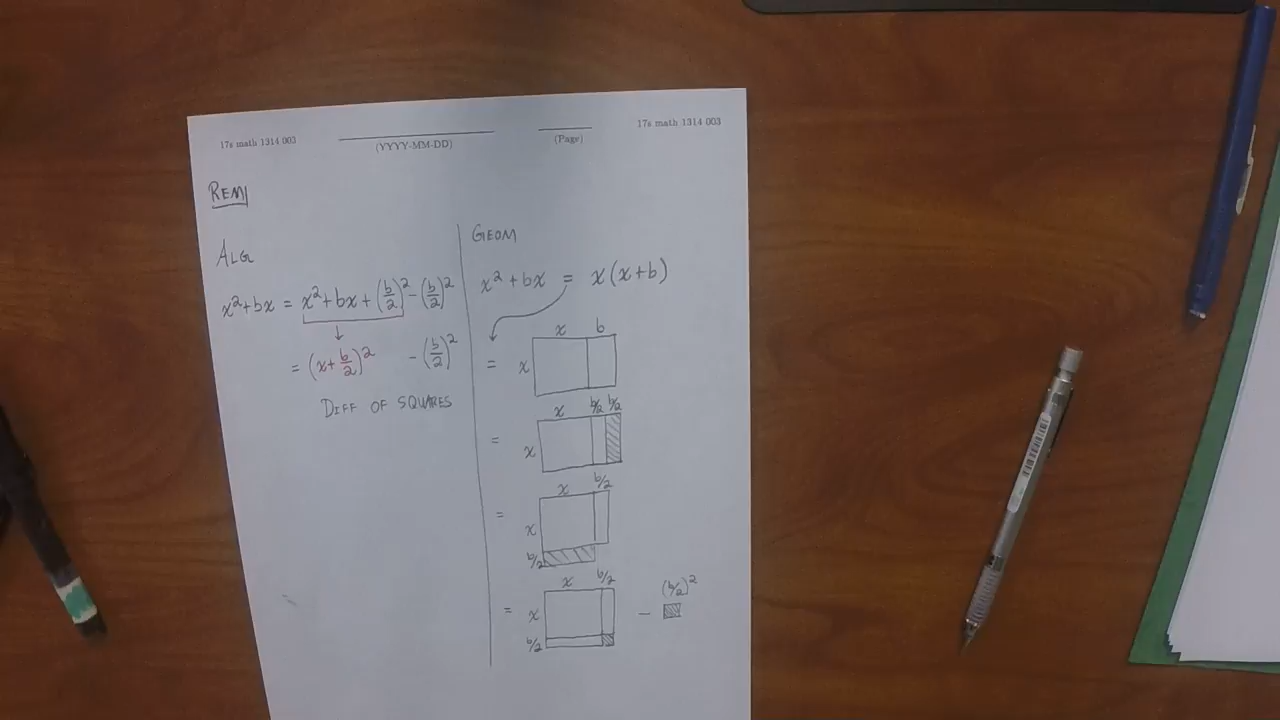 17s math 1314 003
(YYYY-MM-DD)
(Page)
17s math 1314 003
REM
ALG
x²+bx = x²+bx+(b/2)²-(b/2)²
= (x+b/2)² -(b/2)²
DIFF OF SQUARES
GEOM
x²+bx = x(x+b)
x b
= x
x b/2 b/2
= x
x b/2
= x
b/2
x b/2 (b/2)²
= x −
b/2